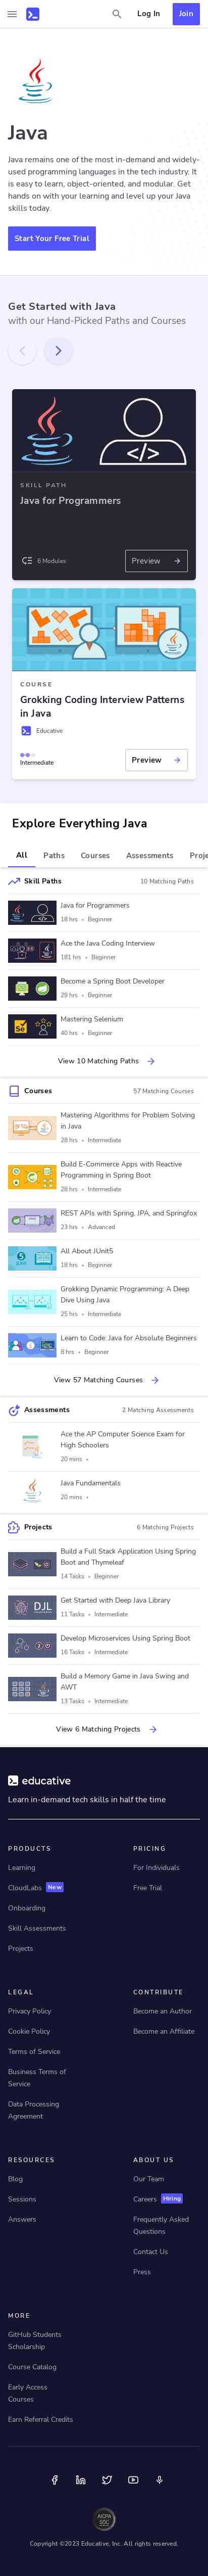 Log In
Join
Java
Java remains one of the most in-demand and widely-
used programming languages in the tech industry. It
is easy to learn, object-oriented, and modular. Get
hands on with your learning and level up your Java
skills today.
Start Your Free Trial
Get Started with Java
with our Hand-Picked Paths and Courses
SKILL PATH
Java for Programmers
6 Modules
Preview
COURSE
Grokking Coding Interview Patterns
in Java
Educative
Intermediate
Preview
Explore Everything Java
All
Paths
Courses
Assessments
Proje
Skill Paths
10 Matching Paths
Java for Programmers
18 hrs • Beginner
Ace the Java Coding Interview
181 hrs • Beginner
Become a Spring Boot Developer
29 hrs • Beginner
Mastering Selenium
40 hrs • Beginner
View 10 Matching Paths
Courses
57 Matching Courses
Mastering Algorithms for Problem Solving
in Java
28 hrs • Intermediate
Build E-Commerce Apps with Reactive
Programming in Spring Boot
28 hrs • Intermediate
REST APIs with Spring, JPA, and Springfox
23 hrs • Advanced
All About JUnit5
18 hrs • Beginner
Grokking Dynamic Programming: A Deep
Dive Using Java
25 hrs • Intermediate
Learn to Code: Java for Absolute Beginners
8 hrs • Beginner
View 57 Matching Courses
Assessments
2 Matching Assessments
Ace the AP Computer Science Exam for
High Schoolers
20 mins •
Java Fundamentals
20 mins •
Projects
6 Matching Projects
Build a Full Stack Application Using Spring
Boot and Thymeleaf
14 Tasks • Beginner
DJL
Get Started with Deep Java Library
11 Tasks • Intermediate
Develop Microservices Using Spring Boot
16 Tasks • Intermediate
Build a Memory Game in Java Swing and
AWT
13 Tasks • Intermediate
View 6 Matching Projects
educative
Learn in-demand tech skills in half the time
PRODUCTS
Learning
CloudLabs New
Onboarding
Skill Assessments
Projects
PRICING
For Individuals
Free Trial
LEGAL
Privacy Policy
Cookie Policy
Terms of Service
Business Terms of
Service
Data Processing
Agreement
CONTRIBUTE
Become an Author
Become an Affiliate
RESOURCES
Blog
Sessions
Answers
ABOUT US
Our Team
Careers Hiring
Frequently Asked
Questions
Contact Us
Press
MORE
GitHub Students
Scholarship
Course Catalog
Early Access
Courses
Earn Referral Credits
AICPA
SOC
Copyright ©2023 Educative, Inc. All rights reserved.